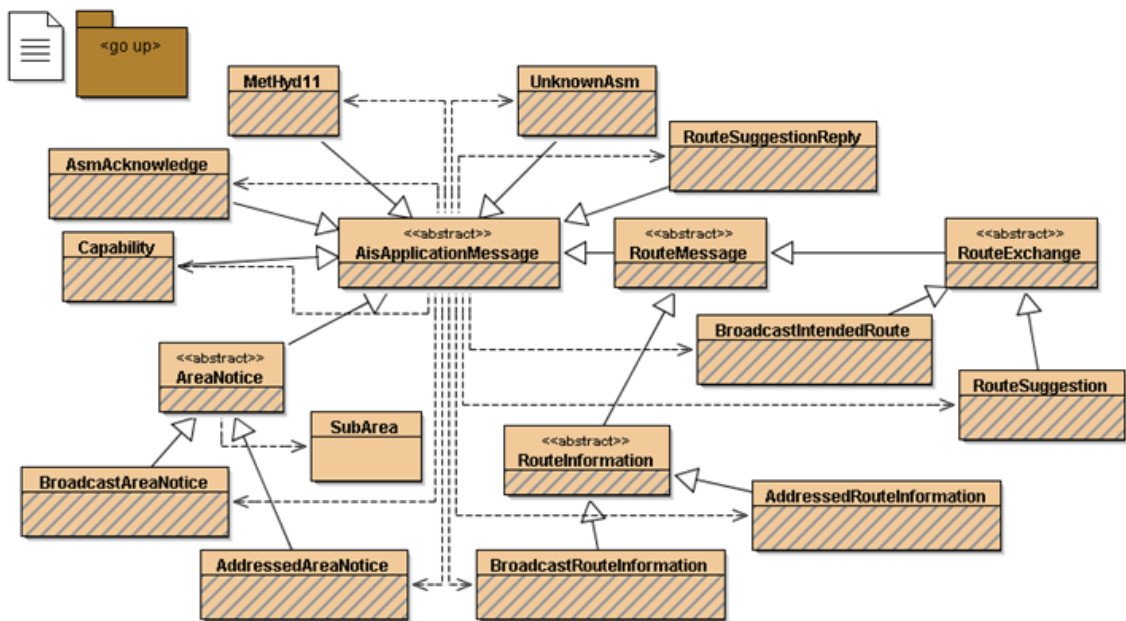 <go up>
MetHyd11
UnknownAsm
RouteSuggestionReply
AsmAcknowledge
<<abstract>>
AisApplicationMessage
<<abstract>>
RouteMessage
<<abstract>>
RouteExchange
Capability
BroadcastIntendedRoute
<<abstract>>
AreaNotice
RouteSuggestion
SubArea
<<abstract>>
RouteInformation
BroadcastAreaNotice
AddressedRouteInformation
AddressedAreaNotice
BroadcastRouteInformation